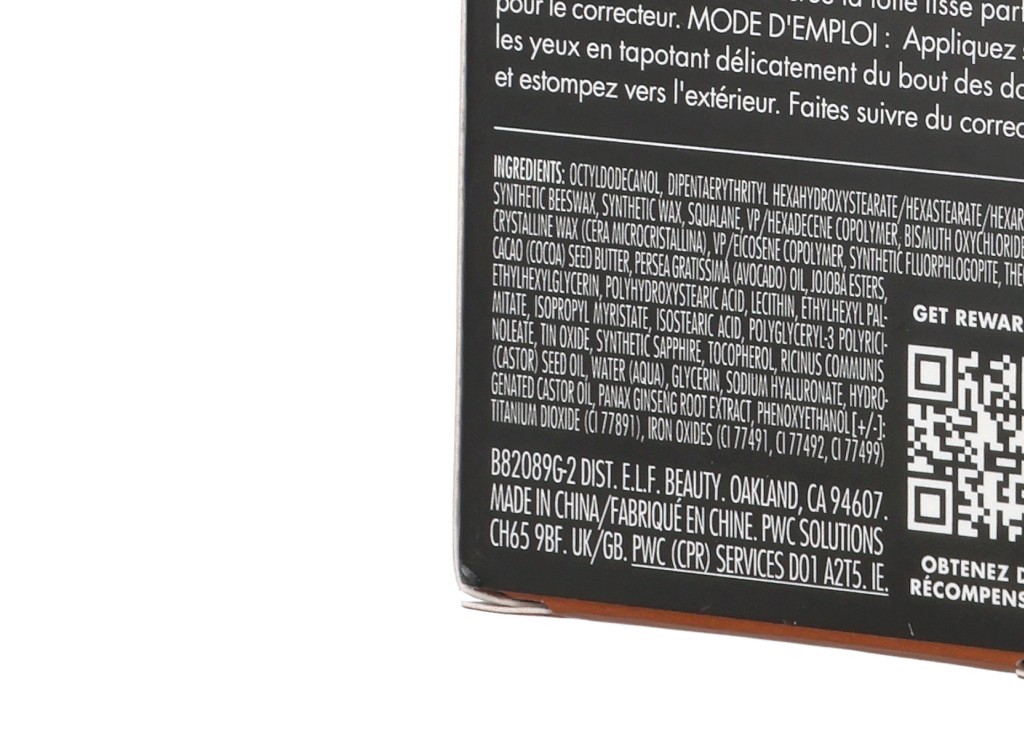 la toile lisse
pour le correcteur. MODE D'EMPLOI : Appliquez
les yeux en tapotant délicatement du bout des
et estompez vers l'extérieur. Faites suivre du
INGREDIENTS: OCTYLDODECANOL, DIPENTAERYTHRITYL HEXAHYDROXYSTEARATE/HEXASTEARATE/
SYNTHETIC BEESWAX, SYNTHETIC WAX, SQUALANE, VP/HEXADECENE COPOLYMER, BISMUTH OXYCHLORIDE
CRYSTALLINE WAX (CERA MICROCRISTALLINA), VP/EICOSENE COPOLYMER, SYNTHETIC FLUORPHLOGOPITE,
CACAO (COCOA) SEED BUTTER, PERSEA GRATISSIMA (AVOCADO) OIL, JOJOBA ESTERS,
ETHYLHEXYLGLYCERIN, POLYHYDROXYSTEARIC ACID, LECITHIN, ETHYLHEXYL PAL-
MITATE, ISOPROPYL MYRISTATE, ISOSTEARIC ACID, POLYGLYCERYL-3 POLYRICI-
NOLEATE, TIN OXIDE, SYNTHETIC SAPPHIRE, TOCOPHEROL, RICINUS COMMUNIS
(CASTOR) SEED OIL, WATER (AQUA), GLYCERIN, SODIUM HYALURONATE, HYDRO-
GENATED CASTOR OIL, PANAX GINSENG ROOT EXTRACT, PHENOXYETHANOL [+/-]:
TITANIUM DIOXIDE (CI 77891), IRON OXIDES (CI 77491, CI 77492, CI 77499)
B82089G-2 DIST. E.L.F. BEAUTY. OAKLAND, CA 94607.
MADE IN CHINA/FABRIQUÉ EN CHINE. PWC SOLUTIONS
CH65 9BF. UK/GB. PWC (CPR) SERVICES D01 A2T5. IE.
GET REWAR
OBTENEZ D
RÉCOMPENS